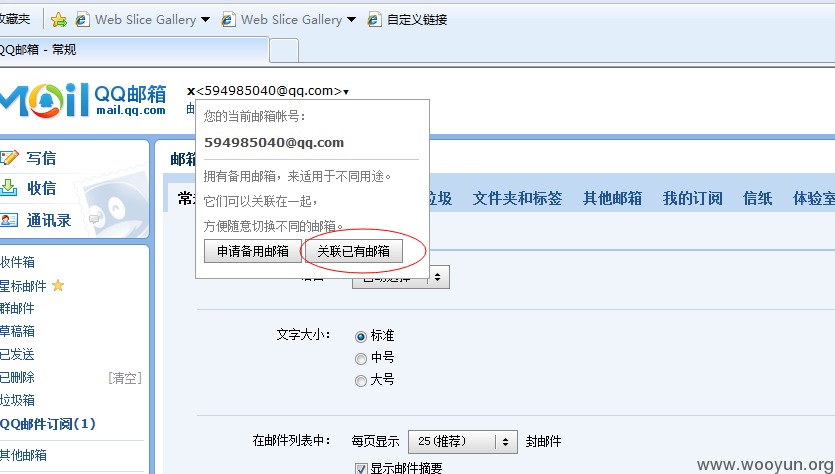 收藏夹 Web Slice Gallery Web Slice Gallery 自定义链接
QQ邮箱 - 常规
Mail QQ邮箱
mail.qq.com
x<594985040@qq.com>
您的当前邮箱帐号：
594985040@qq.com
拥有备用邮箱，来适用于不同用途。
它们可以关联在一起，
方便随意切换不同的邮箱。
申请备用邮箱 关联已有邮箱
写信
收信
通讯录
收件箱
星标邮件
群邮件
草稿箱
已发送
已删除 [清空]
垃圾箱
QQ邮件订阅(1)
其他邮箱
邮箱
常 垃圾 文件夹和标签 其他邮箱 我的订阅 信纸 体验室
文字大小： 标准
中号
大号
在邮件列表中： 每页显示 25(推荐) 封邮件
显示邮件摘要
www.wooyun.org